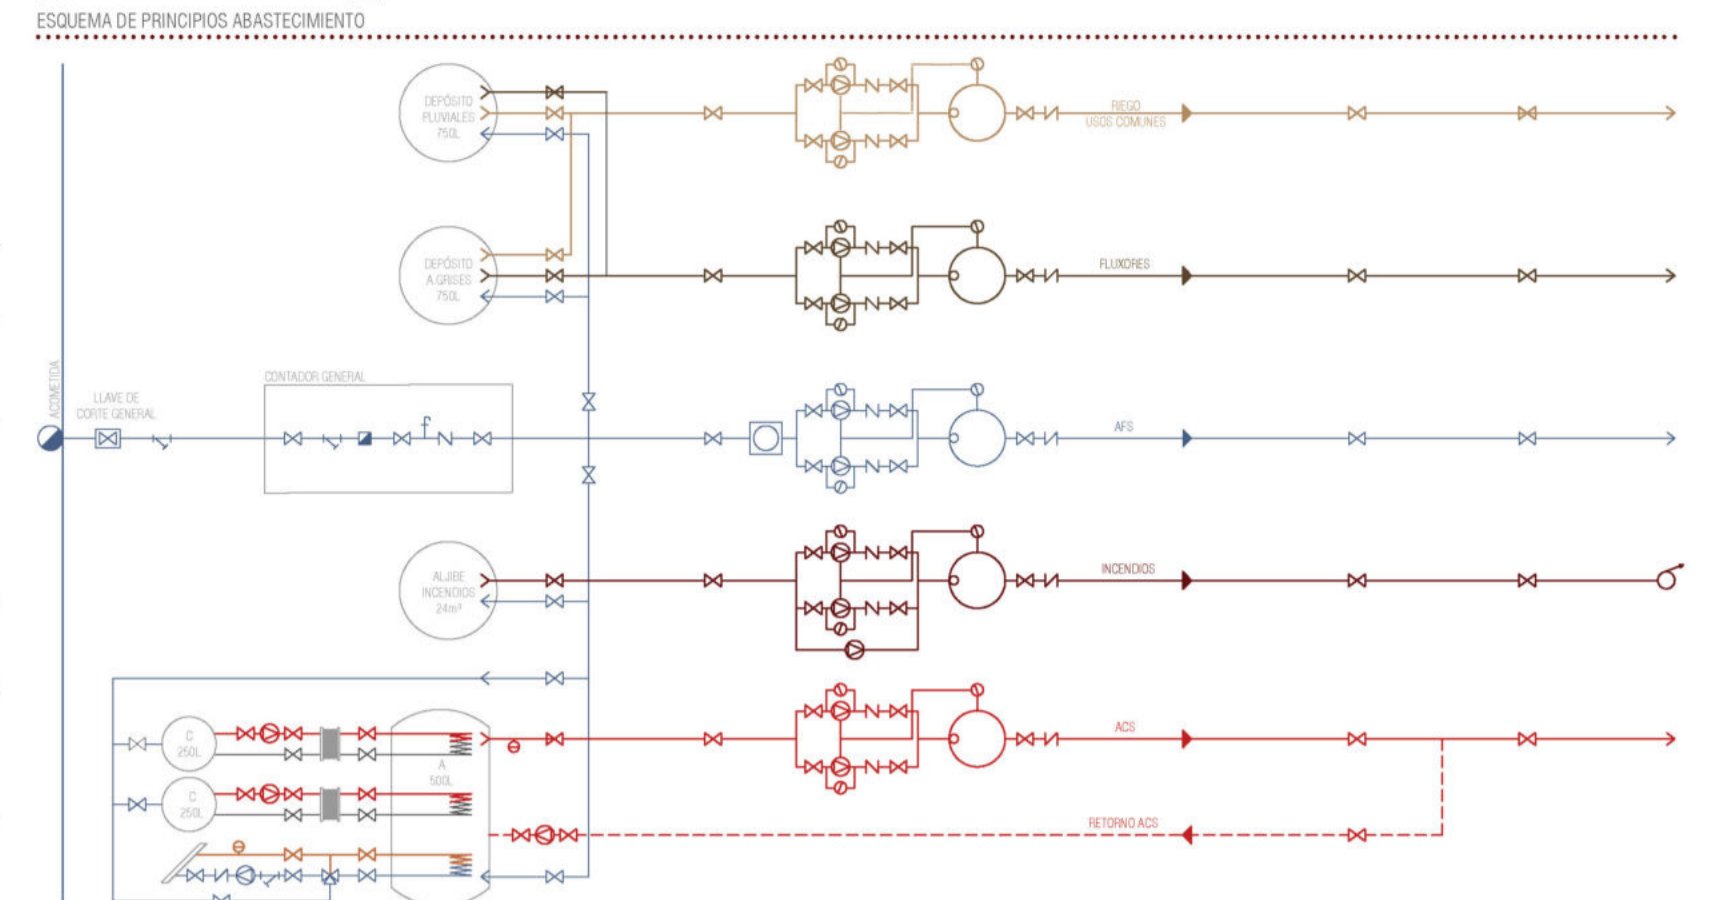 ESQUEMA DE PRINCIPIOS ABASTECIMIENTO
DEPÓSITO
PLUVIALES
750L
RIEGO
USOS COMUNES
DEPÓSITO
A.GRISES
750L
FLUXORES
ACOMETIDA
LLAVE DE
CORTE GENERAL
CONTADOR GENERAL
AFS
ALJIBE
INCENDIOS
24m³
INCENDIOS
C
250L
A
500L
ACS
C
250L
RETORNO ACS